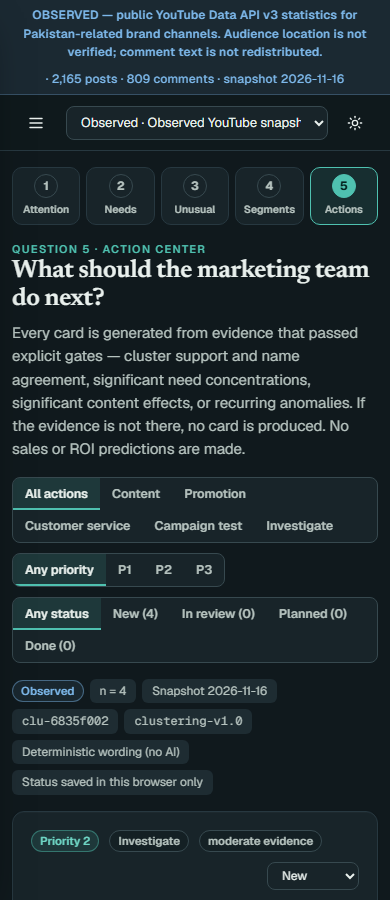 OBSERVED — public YouTube Data API v3 statistics for
Pakistan-related brand channels. Audience location is not
verified; comment text is not redistributed.
· 2,165 posts · 809 comments · snapshot 2026-11-16
Observed · Observed YouTube snapsh
1
Attention
2
Needs
3
Unusual
4
Segments
5
Actions
QUESTION 5 · ACTION CENTER
What should the marketing team
do next?
Every card is generated from evidence that passed
explicit gates — cluster support and name
agreement, significant need concentrations,
significant content effects, or recurring anomalies. If
the evidence is not there, no card is produced. No
sales or ROI predictions are made.
All actions Content Promotion
Customer service Campaign test Investigate
Any priority P1 P2 P3
Any status New (4) In review (0) Planned (0)
Done (0)
Observed n = 4 Snapshot 2026-11-16
clu-6835f002 clustering-v1.0
Deterministic wording (no AI)
Status saved in this browser only
Priority 2 Investigate moderate evidence
New